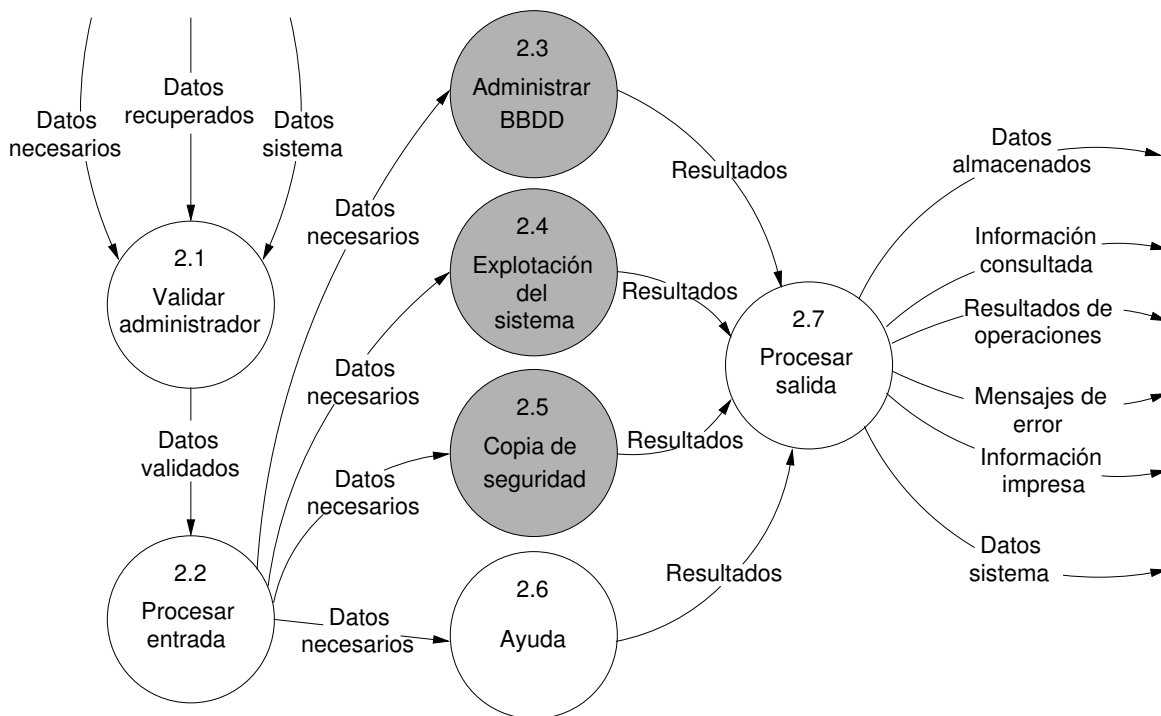 Datos
necesarios
Datos
recuperados
Datos
sistema
2.1
Validar
administrador
Datos
validados
2.2
Procesar
entrada
Datos
necesarios
Datos
necesarios
Datos
necesarios
Datos
necesarios
2.3
Administrar
BBDD
2.4
Explotación
del
sistema
2.5
Copia de
seguridad
2.6
Ayuda
Resultados
Resultados
Resultados
Resultados
2.7
Procesar
salida
Datos
almacenados
Información
consultada
Resultados de
operaciones
Mensajes de
error
Información
impresa
Datos
sistema